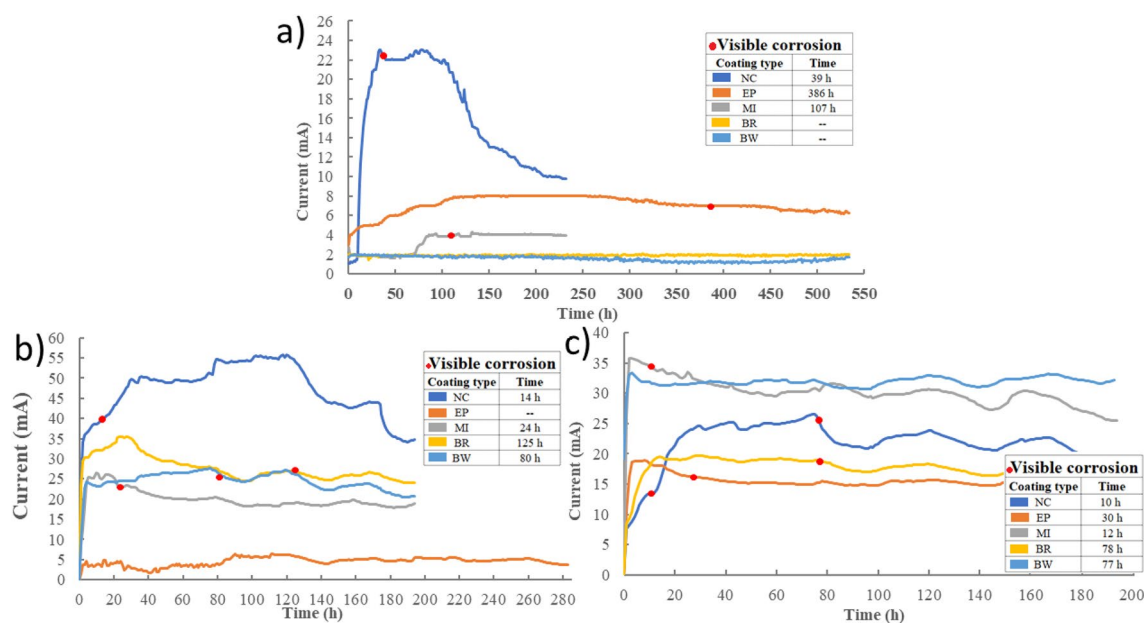 a)
26
24
22
20
18
16
14
12
10
8
6
4
2
0
Current (mA)
0 50 100 150 200 250 300 350 400 450 500 550
Time (h)
Visible corrosion
Coating type Time
NC 39 h
EP 386 h
MI 107 h
BR --
BW --
b)
60
55
50
45
40
35
30
25
20
15
10
5
0
Current (mA)
0 20 40 60 80 100 120 140 160 180 200 220 240 260 280
Time (h)
Visible corrosion
Coating type Time
NC 14 h
EP --
MI 24 h
BR 125 h
BW 80 h
c)
40
35
30
25
20
15
10
5
0
Current (mA)
0 20 40 60 80 100 120 140 160 180 200
Time (h)
Visible corrosion
Coating type Time
NC 10 h
EP 30 h
MI 12 h
BR 78 h
BW 77 h